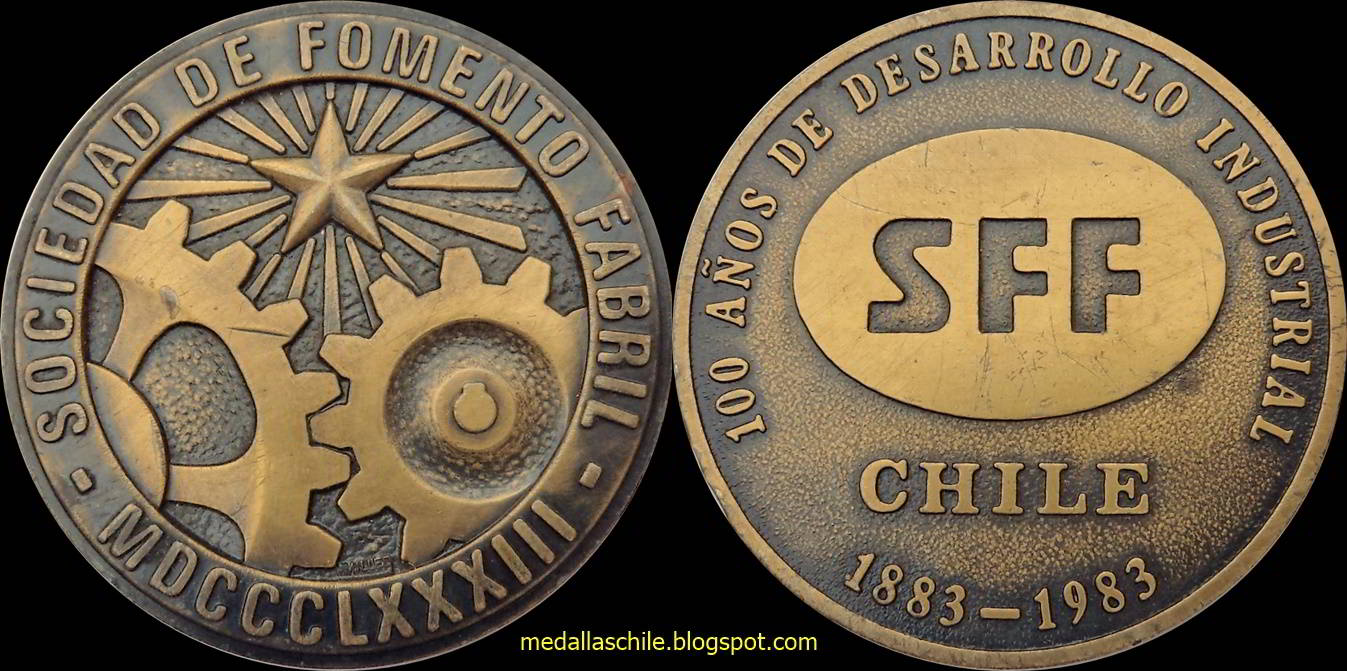 SOCIEDAD DE FOMENTO FABRIL
- MDCCCLXXXIII -
100 AÑOS DE DESARROLLO INDUSTRIAL
SFF
CHILE
1883-1983
medallaschile.blogspot.com